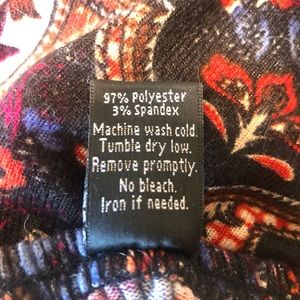 97% Polyester
3% Spandex
Machine wash cold.
Tumble dry low.
Remove promptly.
No bleach.
Iron if needed.